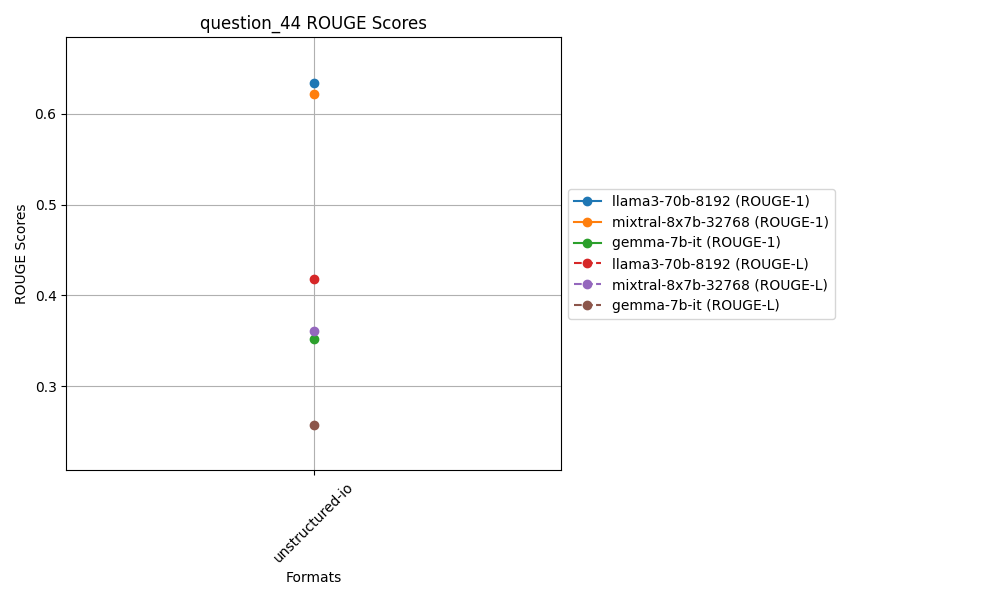 question_44 ROUGE Scores
ROUGE Scores
0.6
0.5
0.4
0.3
unstructured-io
Formats
llama3-70b-8192 (ROUGE-1)
mixtral-8x7b-32768 (ROUGE-1)
gemma-7b-it (ROUGE-1)
llama3-70b-8192 (ROUGE-L)
mixtral-8x7b-32768 (ROUGE-L)
gemma-7b-it (ROUGE-L)